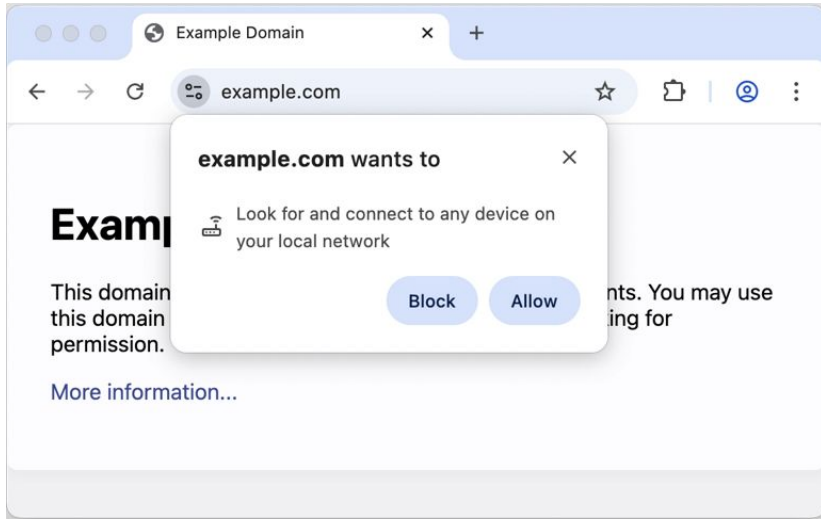 Example Domain
example.com
example.com wants to
Look for and connect to any device on
your local network
Block Allow
This domain nts. You may use
this domain ing for
permission.
More information...